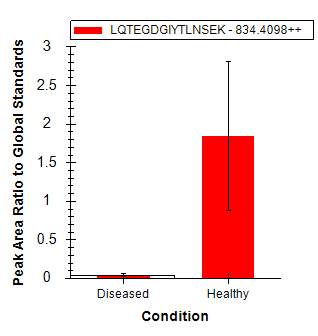 LQTEGDGIYTLNSEK - 834.4098++
Peak Area Ratio to Global Standards
3
2.5
2
1.5
1
0.5
0
Diseased Healthy
Condition